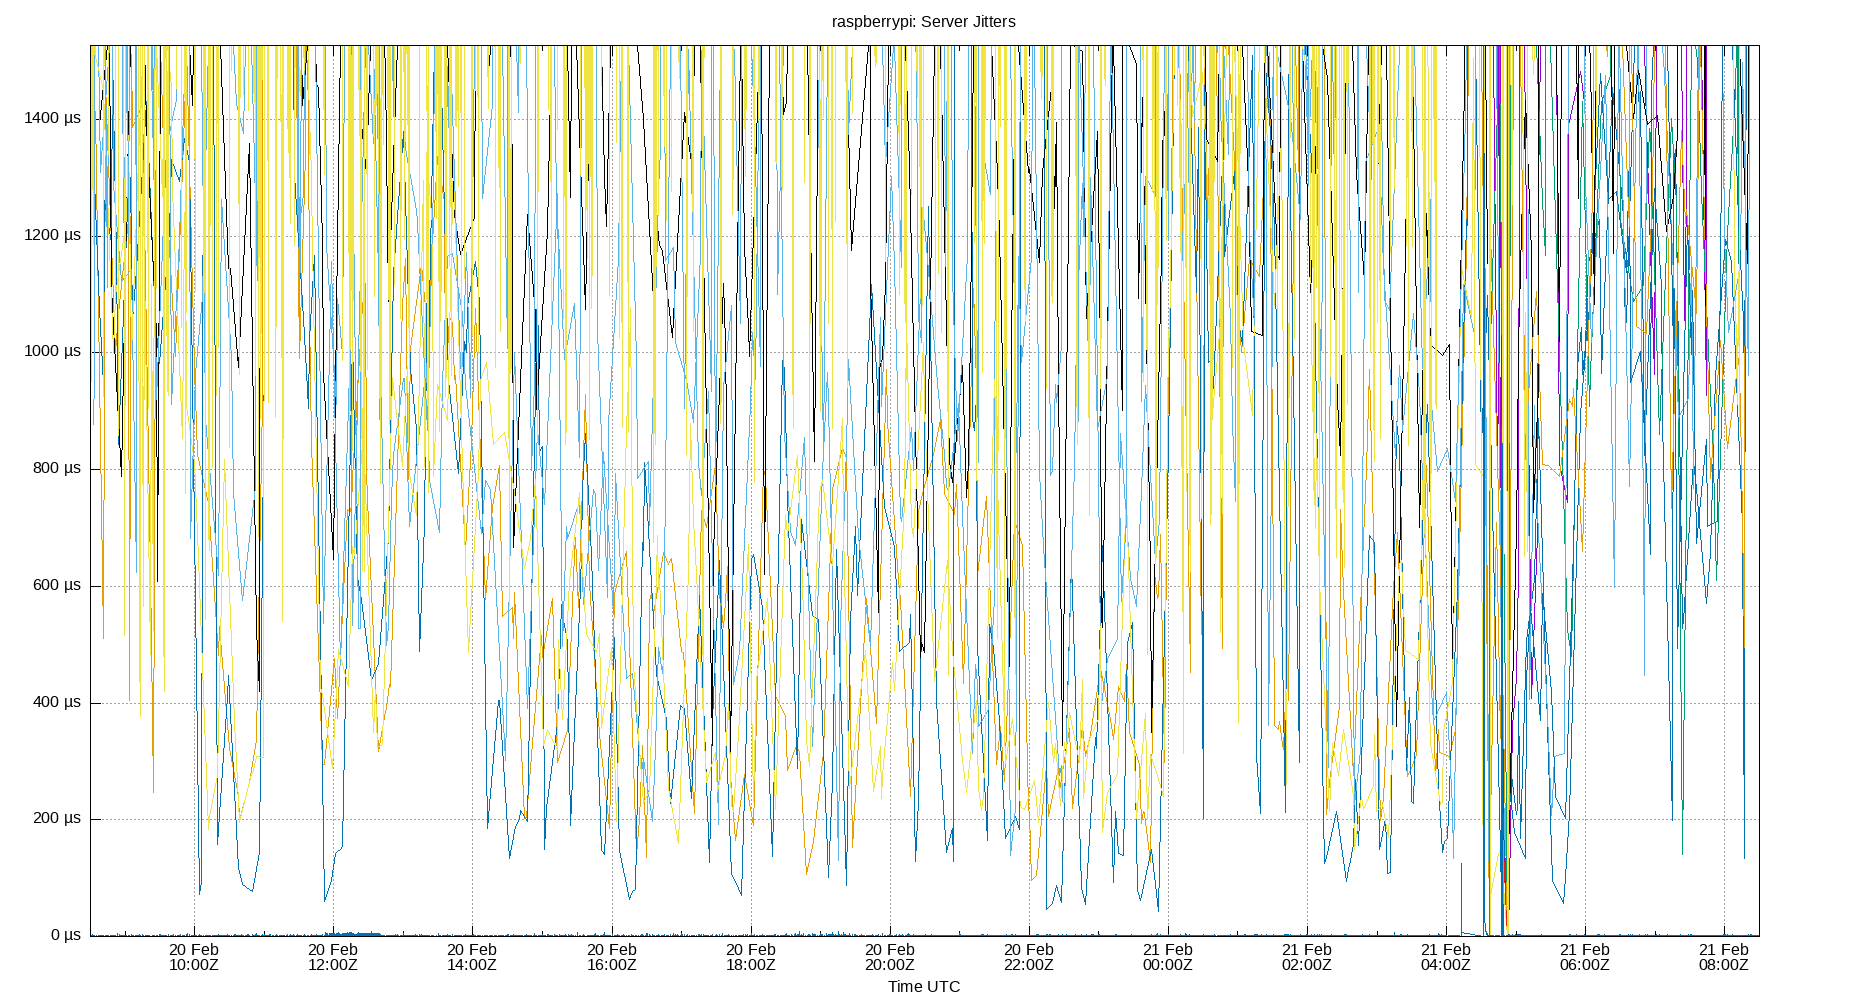 raspberrypi: Server Jitters
1400 µs
1200 µs
1000 µs
800 µs
600 µs
400 µs
200 µs
0 µs
20 Feb
10:00Z
20 Feb
12:00Z
20 Feb
14:00Z
20 Feb
16:00Z
20 Feb
18:00Z
20 Feb
20:00Z
20 Feb
22:00Z
21 Feb
00:00Z
21 Feb
02:00Z
21 Feb
04:00Z
21 Feb
06:00Z
21 Feb
08:00Z
Time UTC